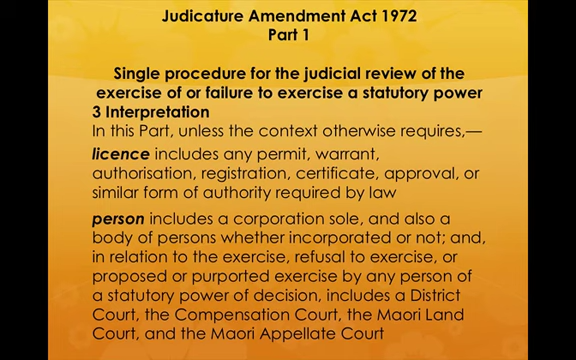 Judicature Amendment Act 1972
Part 1
Single procedure for the judicial review of the
exercise of or failure to exercise a statutory power
3 Interpretation
In this Part, unless the context otherwise requires,—
licence includes any permit, warrant,
authorisation, registration, certificate, approval, or
similar form of authority required by law
person includes a corporation sole, and also a
body of persons whether incorporated or not; and,
in relation to the exercise, refusal to exercise, or
proposed or purported exercise by any person of
a statutory power of decision, includes a District
Court, the Compensation Court, the Maori Land
Court, and the Maori Appellate Court